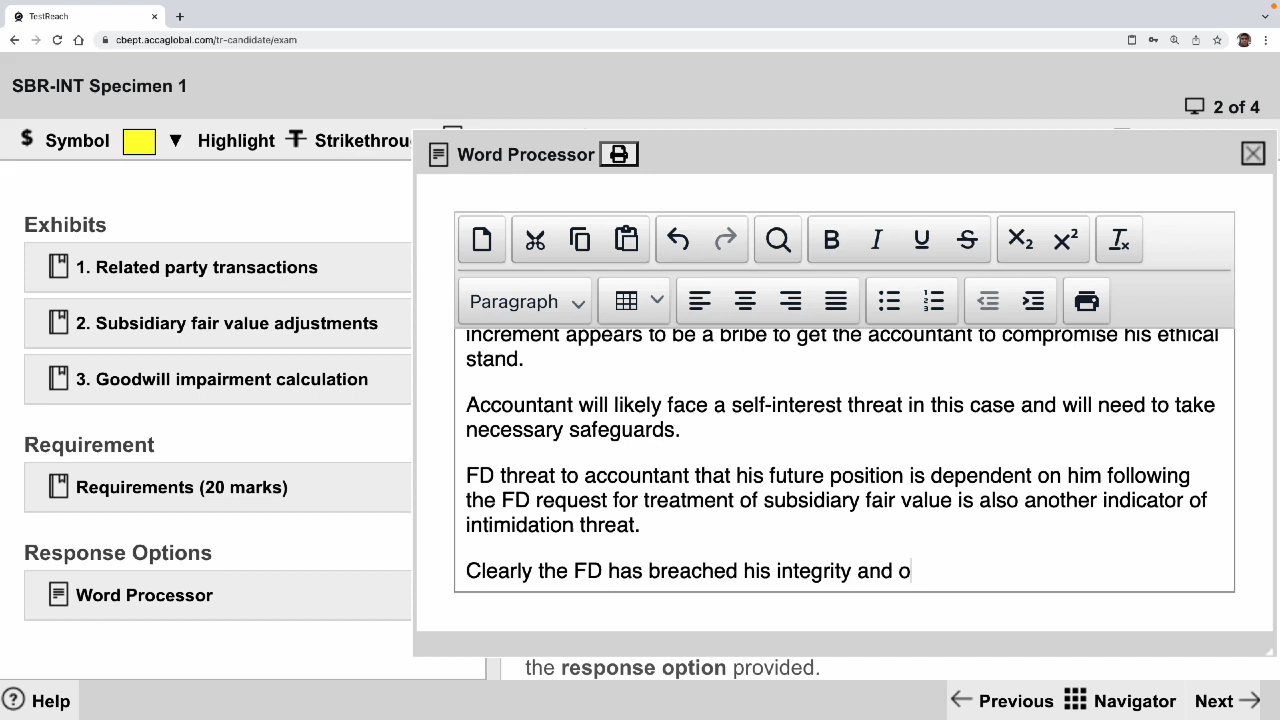 TestReach
cbept.accaglobal.com/tr-candidate/exam
SBR-INT Specimen 1
2 of 4
$ Symbol ▼ Highlight T Strikethrou
Word Processor
Exhibits
1. Related party transactions
2. Subsidiary fair value adjustments
3. Goodwill impairment calculation
Requirement
Requirements (20 marks)
Response Options
Word Processor
B I U S X₂ X² Tx
Paragraph
increment appears to be a bribe to get the accountant to compromise his ethical
stand.
Accountant will likely face a self-interest threat in this case and will need to take
necessary safeguards.
FD threat to accountant that his future position is dependent on him following
the FD request for treatment of subsidiary fair value is also another indicator of
intimidation threat.
Clearly the FD has breached his integrity and o
the response option provided.
? Help
Previous Navigator Next